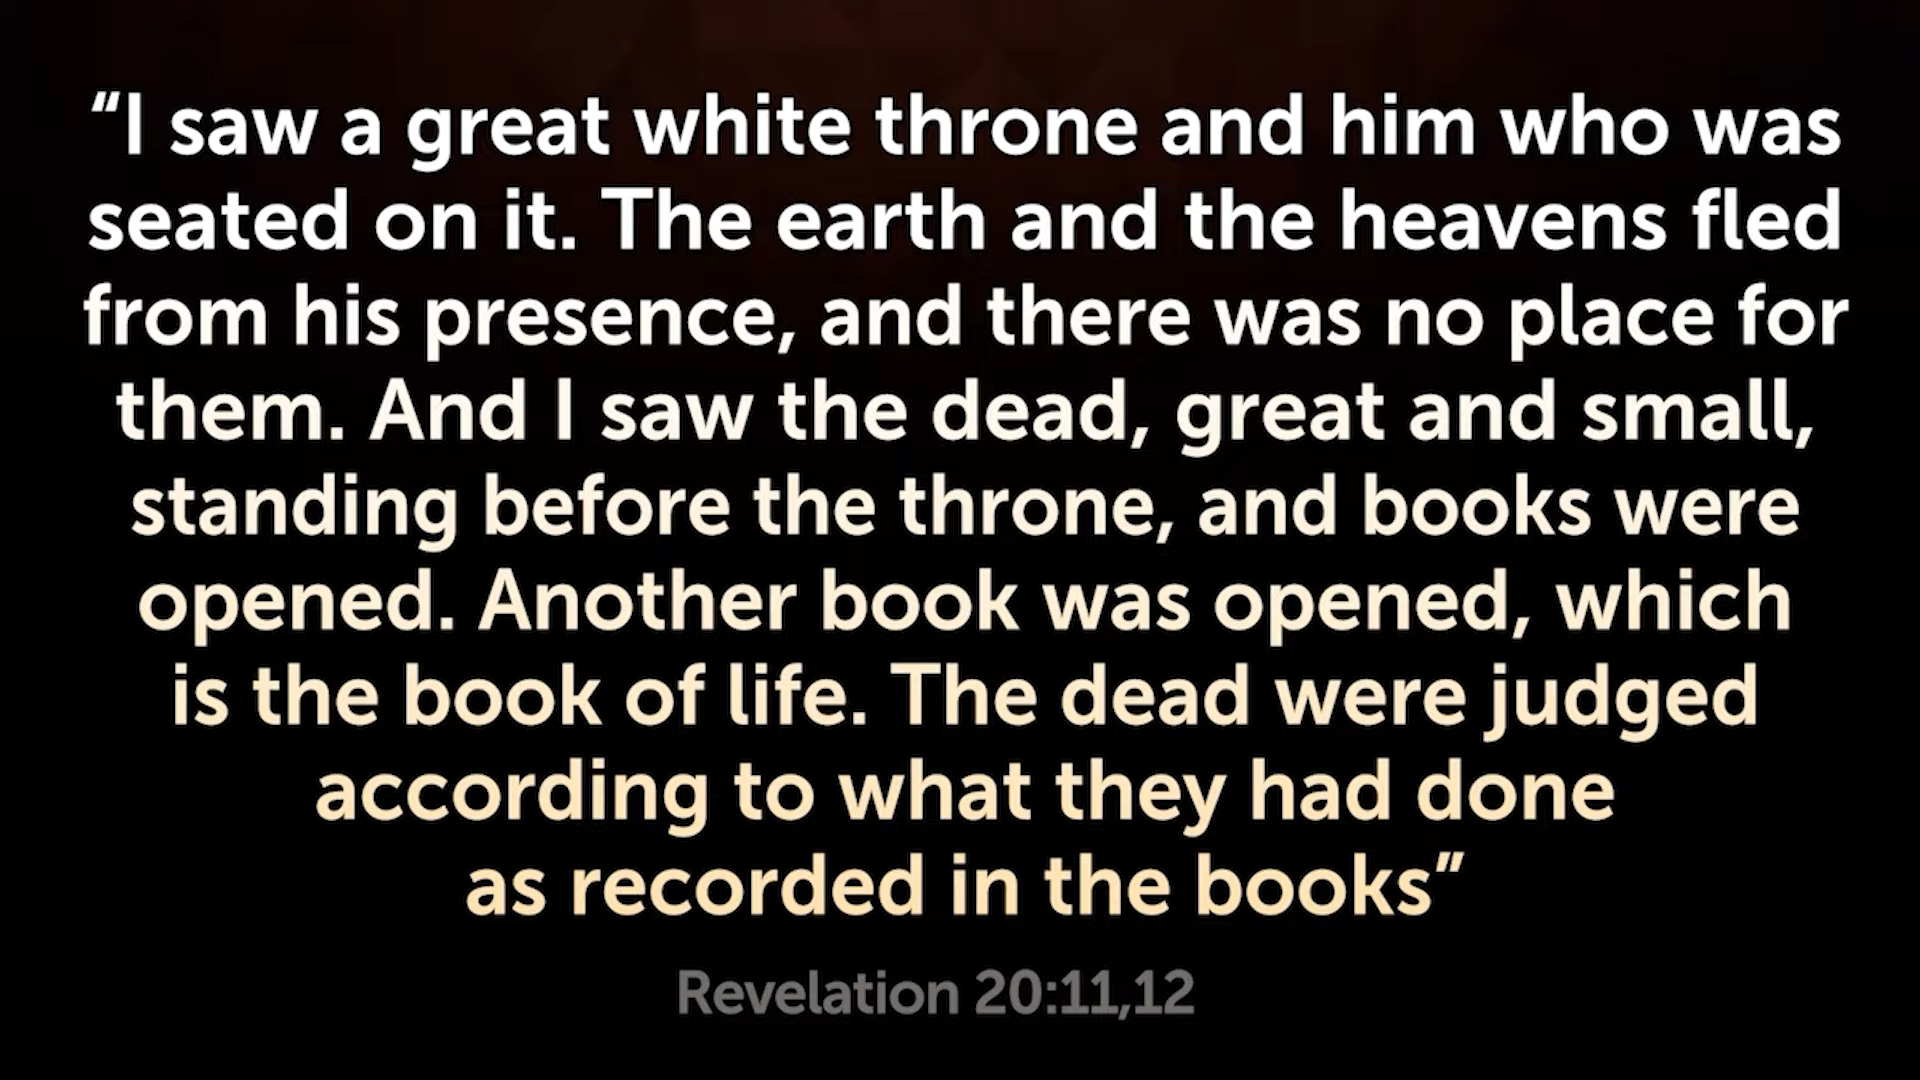 “I saw a great white throne and him who was
seated on it. The earth and the heavens fled
from his presence, and there was no place for
them. And I saw the dead, great and small,
standing before the throne, and books were
opened. Another book was opened, which
is the book of life. The dead were judged
according to what they had done
as recorded in the books”
Revelation 20:11,12